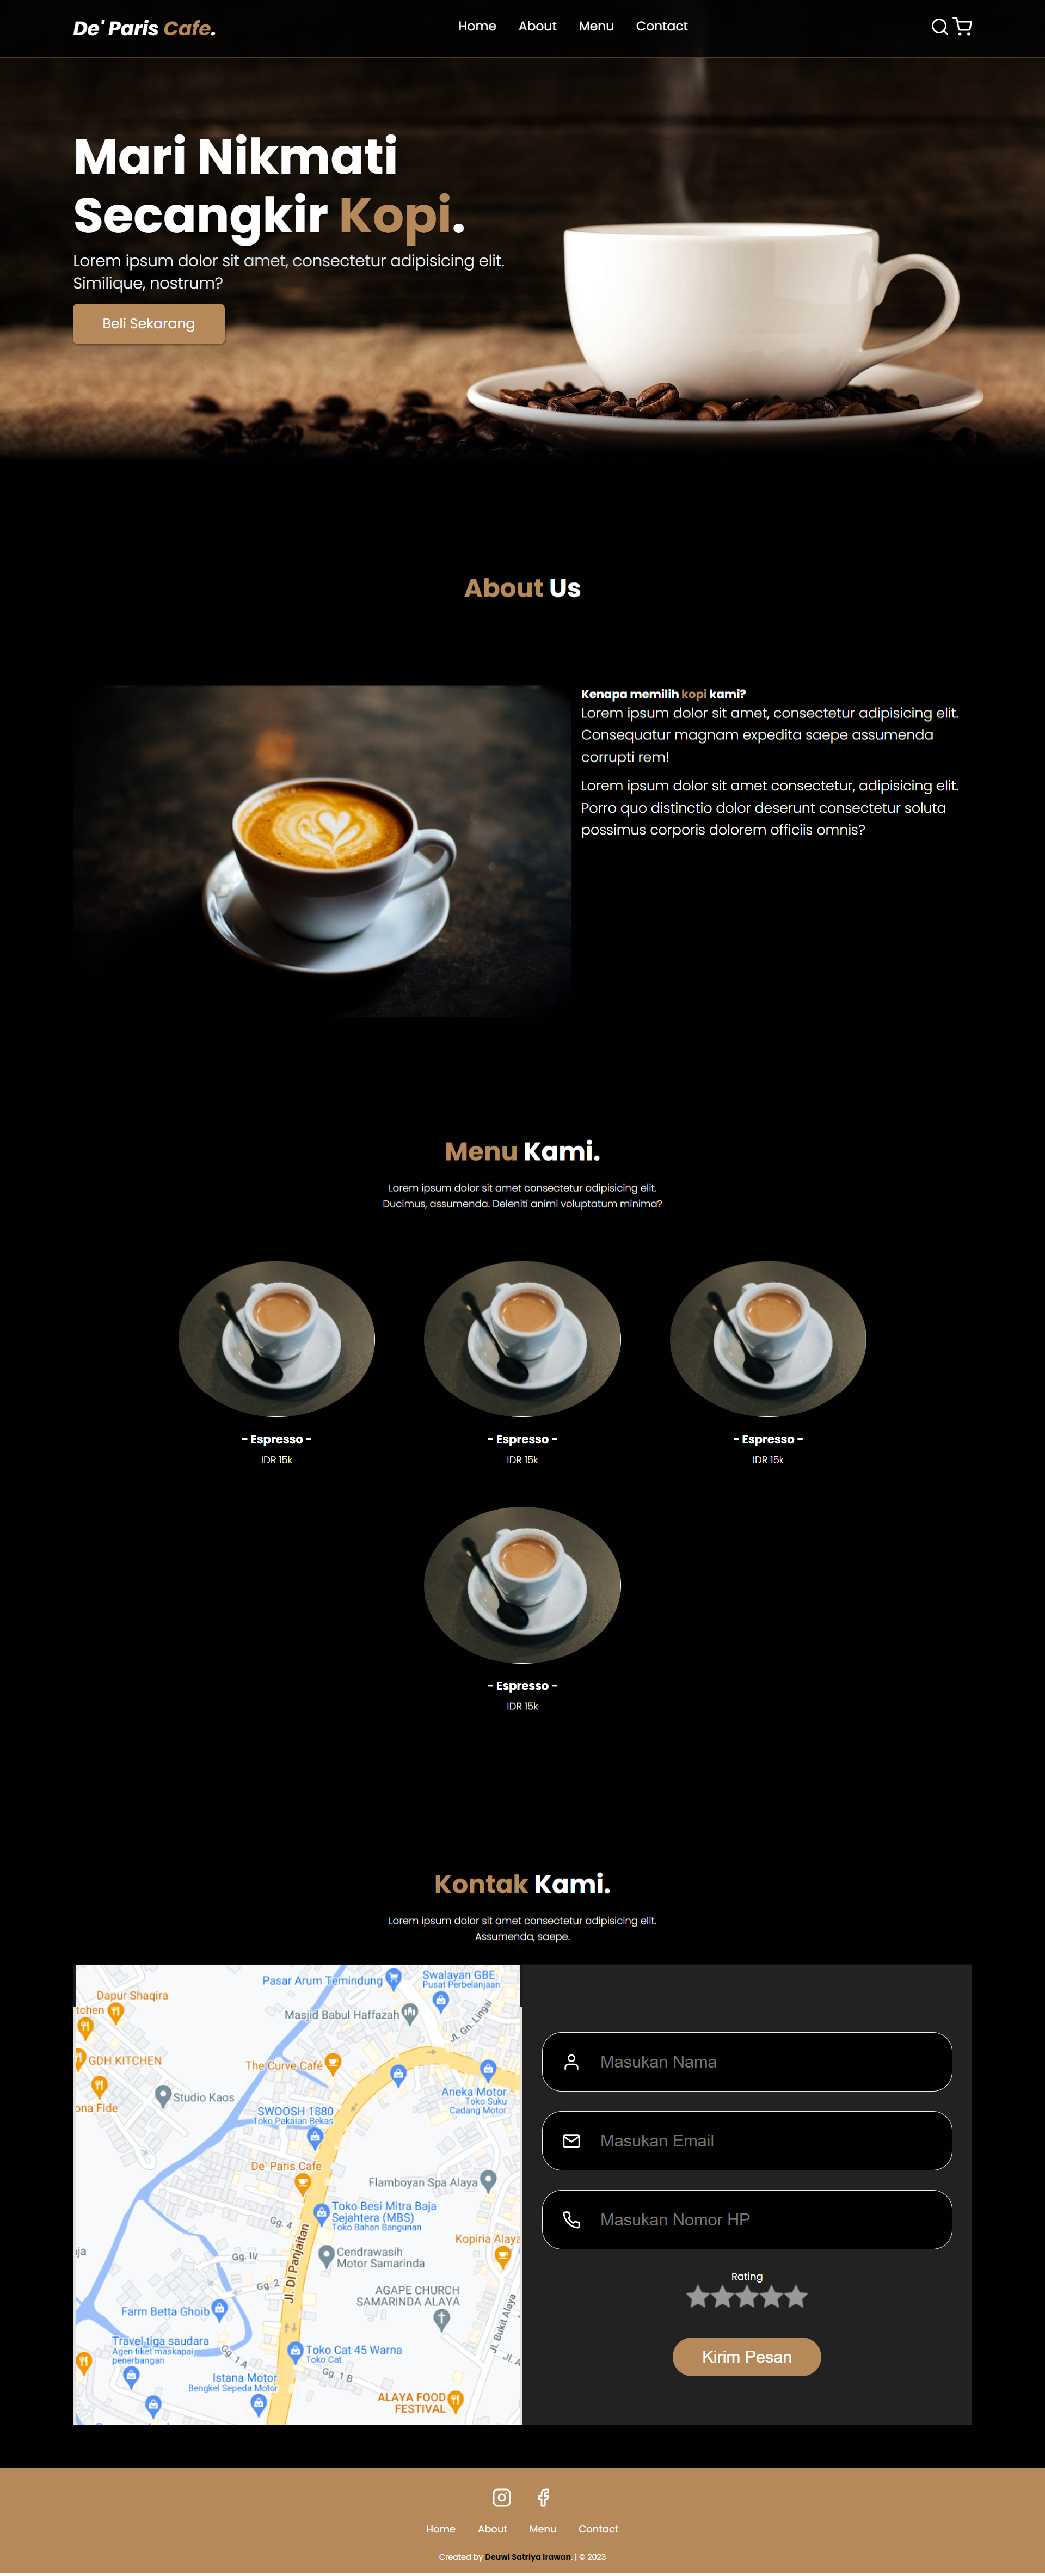 De' Paris Cafe.
Home About Menu Contact
Mari Nikmati
Secangkir Kopi.
Lorem ipsum dolor sit amet, consectetur adipisicing elit.
Similique, nostrum?
Beli Sekarang
About Us
Kenapa memilih kopi kami?
Lorem ipsum dolor sit amet, consectetur adipisicing elit.
Consequatur magnam expedita saepe assumenda
corrupti rem!
Lorem ipsum dolor sit amet consectetur, adipisicing elit.
Porro quo distinctio dolor deserunt consectetur soluta
possimus corporis dolorem officiis omnis?
Menu Kami.
Lorem ipsum dolor sit amet consectetur adipisicing elit.
Ducimus, assumenda. Deleniti animi voluptatum minima?
- Espresso -
IDR 15k
- Espresso -
IDR 15k
- Espresso -
IDR 15k
- Espresso -
IDR 15k
Kontak Kami.
Lorem ipsum dolor sit amet consectetur adipisicing elit.
Assumenda, saepe.
Pasar Arum Temindung
Swalayan GBE
Pusat Perbelanjaan
Dapur Shaqira
tchen
Masjid Babul Haffazah
Jl. Gn. Lingai
GDH KITCHEN
The Curve Café
Studio Kaos
Aneka Motor
Toko Suku
Cadang Motor
ona Fide
SWOOSH 1880
Toko Pakaian Bekas
De' Paris Cafe
Flamboyan Spa Alaya
Toko Besi Mitra Baja
Sejahtera (MBS)
Toko Bahan Bangunan
Gg. 4
Jl. DI Panjaitan
Kopiria Alaya
ja
Gg. IV
Cendrawasih
Motor Samarinda
Gg. 2
AGAPE CHURCH
SAMARINDA ALAYA
Farm Betta Ghoib
Jl. Bukit Alaya
Travel tiga saudara
Agen tiket maskapai
penerbangan
Gg. 1 A
Toko Cat 45 Warna
Toko Cat
Jl. A
Istana Motor
Bengkel Sepeda Motor
Gg. 1 B
ALAYA FOOD
FESTIVAL
Masukan Nama
Masukan Email
Masukan Nomor HP
Rating
Kirim Pesan
Home About Menu Contact
Created by Deuwi Satriya Irawan. | © 2023